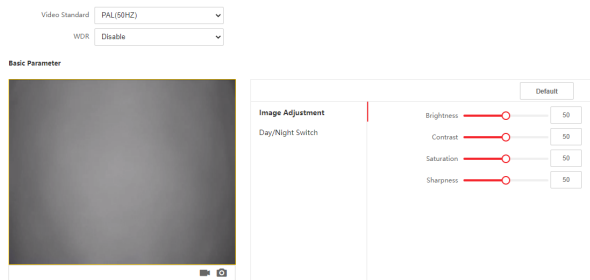 Video Standard PAL(50HZ)
WDR Disable
Basic Parameter
Default
Image Adjustment
Day/Night Switch
Brightness 50
Contrast 50
Saturation 50
Sharpness 50